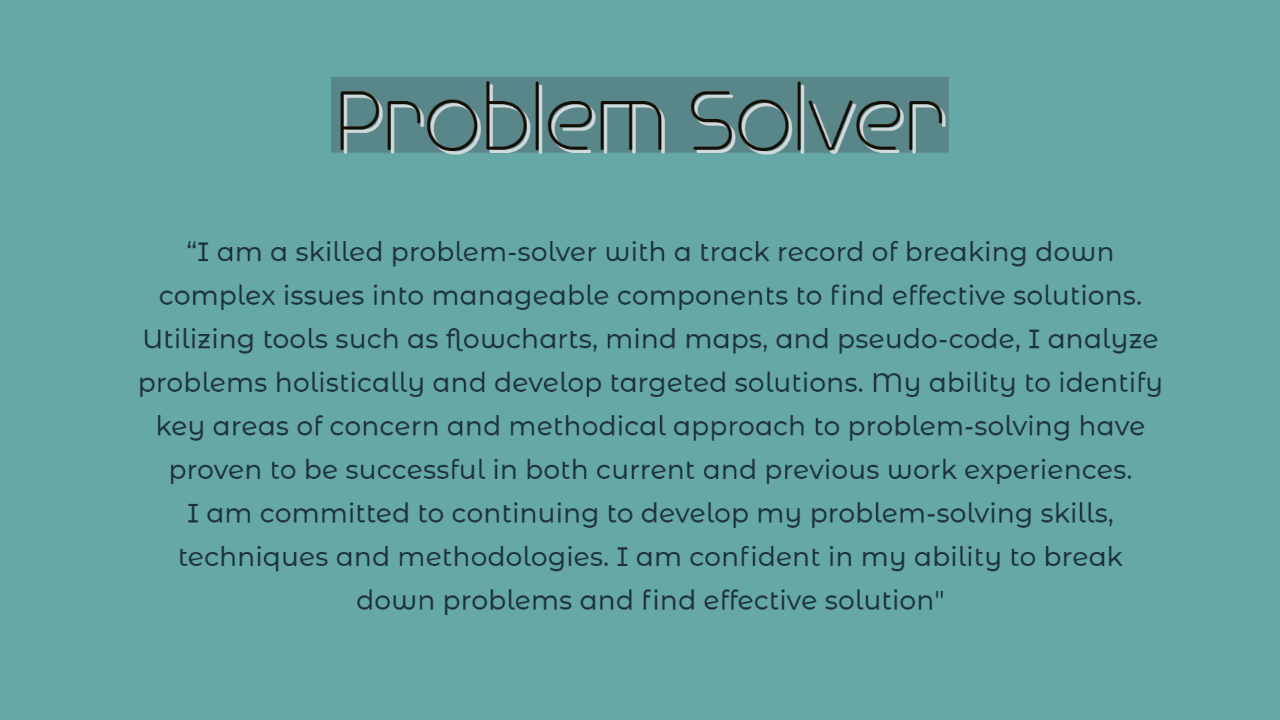 Problem Solver
“I am a skilled problem-solver with a track record of breaking down
complex issues into manageable components to find effective solutions.
Utilizing tools such as flowcharts, mind maps, and pseudo-code, I analyze
problems holistically and develop targeted solutions. My ability to identify
key areas of concern and methodical approach to problem-solving have
proven to be successful in both current and previous work experiences.
I am committed to continuing to develop my problem-solving skills,
techniques and methodologies. I am confident in my ability to break
down problems and find effective solution"